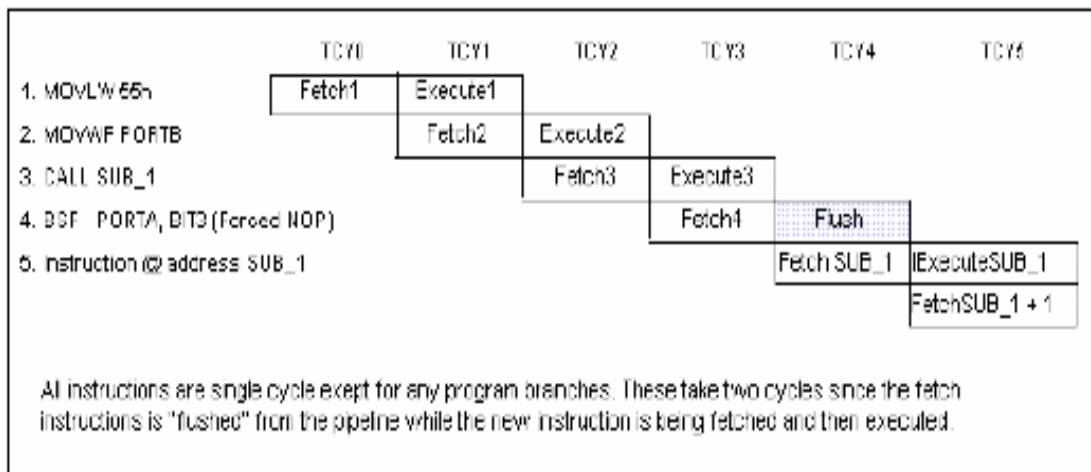 TCY0 TCY1 TCY2 TCY3 TCY4 TCY5
1. MOVLW 55h Fetch1 Execute1
2. MOVWF PORTB Fetch2 Execute2
3. CALL SUB_1 Fetch3 Execute3
4. BSF PORTA, BIT3 (Forced NOP) Fetch4 Flush
5. Instruction @ address SUB_1 Fetch SUB_1 IExecuteSUB_1
FetchSUB_1 + 1
All instructions are single cycle exept for any program branches. These take two cycles since the fetch
instructions is "flushed" from the pipeline while the new instruction is being fetched and then executed.